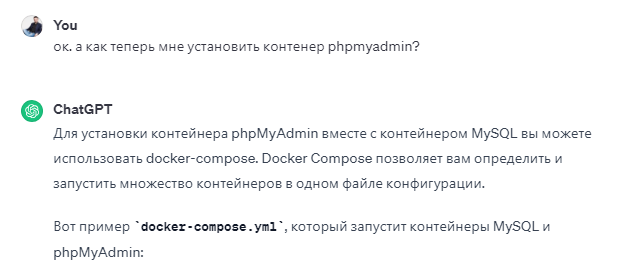 You
ок. а как теперь мне установить контенер phpmyadmin?
ChatGPT
Для установки контейнера phpMyAdmin вместе с контейнером MySQL вы можете
использовать docker-compose. Docker Compose позволяет вам определить и
запустить множество контейнеров в одном файле конфигурации.
Вот пример `docker-compose.yml`, который запустит контейнеры MySQL и
phpMyAdmin: